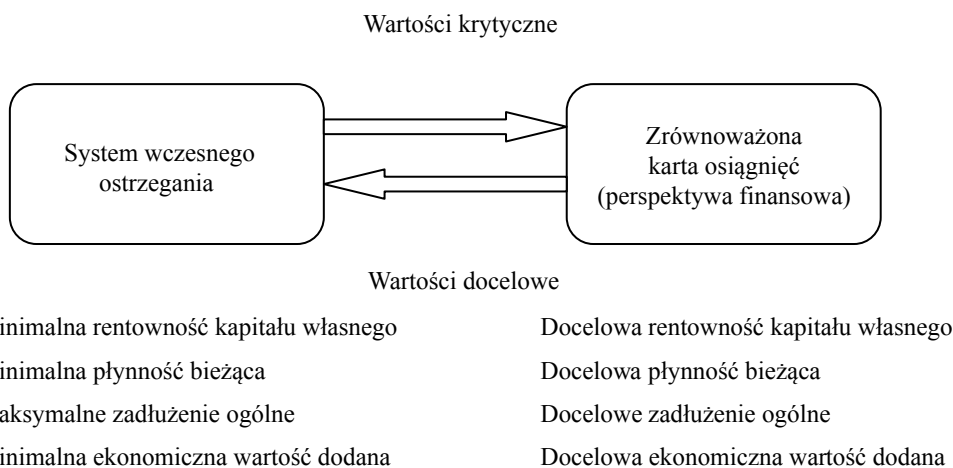 Wartości krytyczne
System wczesnego
ostrzegania
Zrównoważona
karta osiągnięć
(perspektywa finansowa)
Wartości docelowe
inimalna rentowność kapitału własnego
Docelowa rentowność kapitału własnego
inimalna płynność bieżąca
Docelowa płynność bieżąca
aksymalne zadłużenie ogólne
Docelowe zadłużenie ogólne
inimalna ekonomiczna wartość dodana
Docelowa ekonomiczna wartość dodana